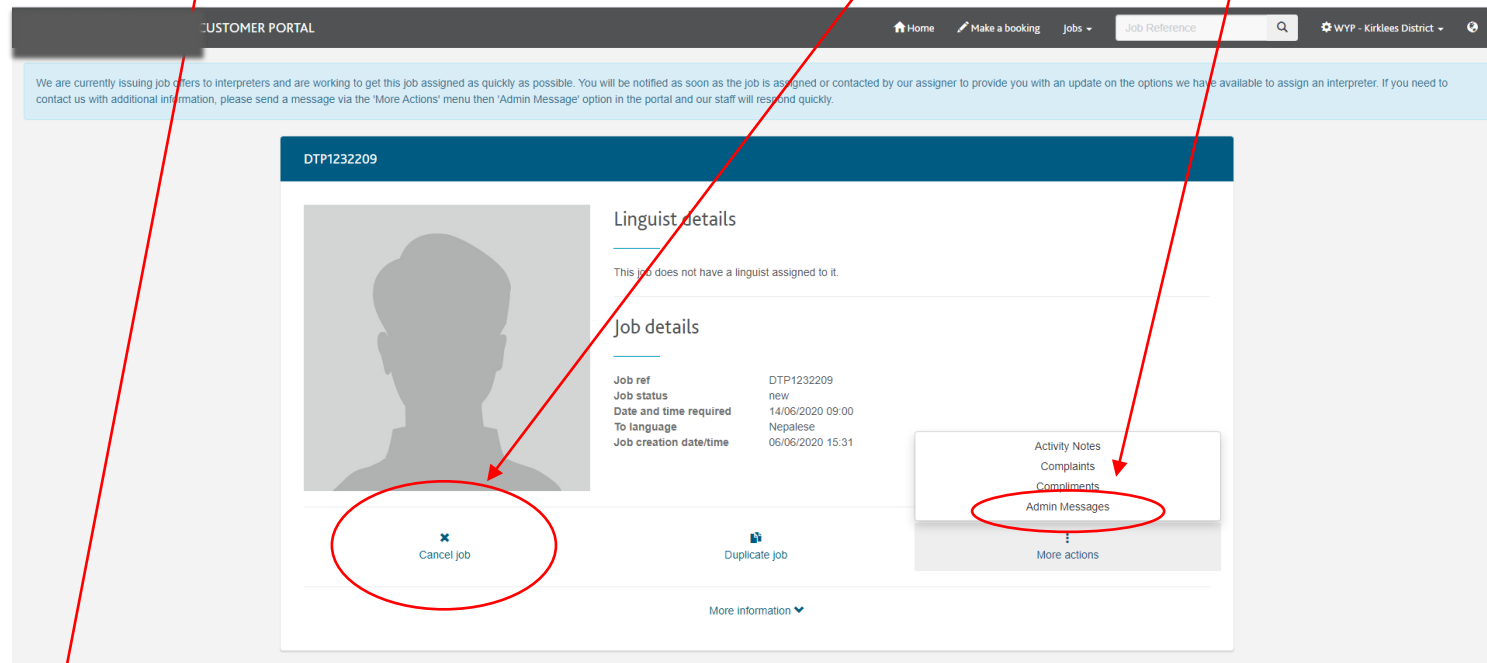 CUSTOMER PORTAL
Home Make a booking Jobs Job Reference WYP - Kirklees District
We are currently issuing job offers to interpreters and are working to get this job assigned as quickly as possible. You will be notified as soon as the job is assigned or contacted by our assigner to provide you with an update on the options we have available to assign an interpreter. If you need to
contact us with additional information, please send a message via the 'More Actions' menu then 'Admin Message' option in the portal and our staff will respond quickly.
DTP1232209
Linguist details
This job does not have a linguist assigned to it.
Job details
Job ref DTP1232209
Job status new
Date and time required 14/06/2020 09:00
To language Nepalese
Job creation date/time 06/06/2020 15:31
Activity Notes
Complaints
Compliments
Admin Messages
Cancel job Duplicate job More actions
More information